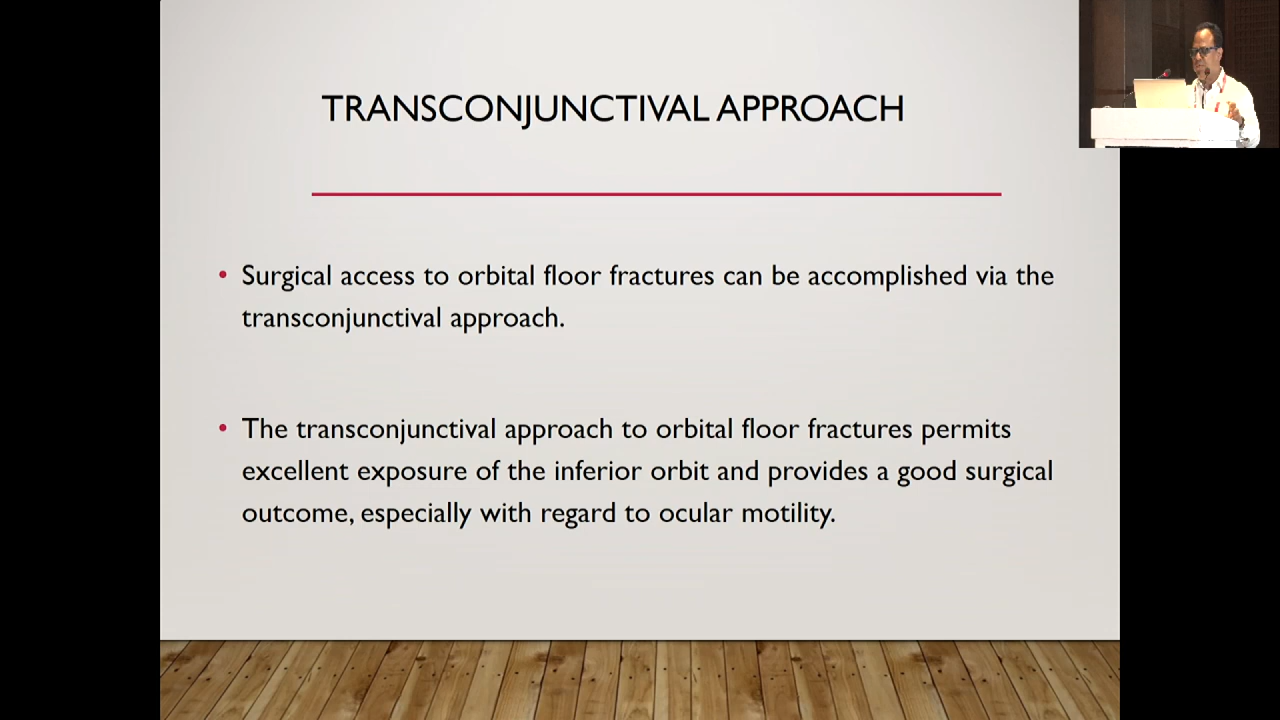 TRANSCONJUNCTIVAL APPROACH
• Surgical access to orbital floor fractures can be accomplished via the
transconjunctival approach.
• The transconjunctival approach to orbital floor fractures permits
excellent exposure of the inferior orbit and provides a good surgical
outcome, especially with regard to ocular motility.